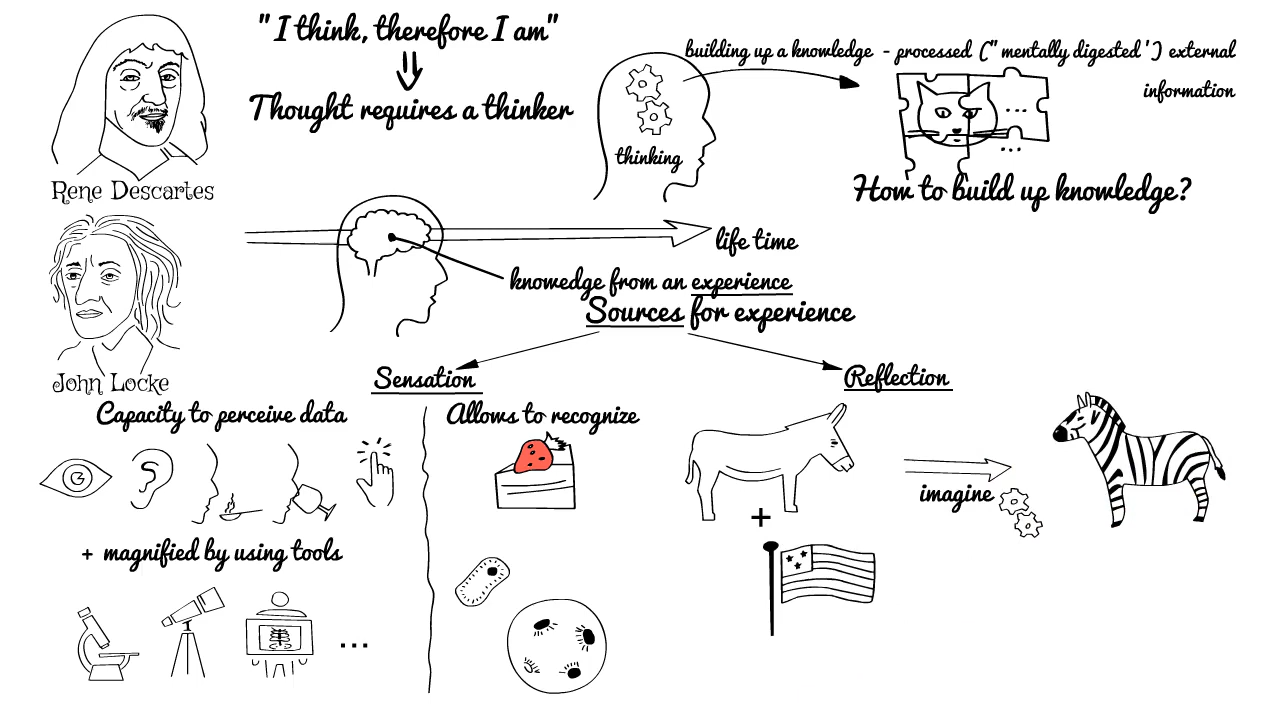 "I think, therefore I am"
Thought requires a thinker
Rene Descartes
building up a knowledge - processed ("mentally digested') external
information
thinking
...
...
How to build up knowledge?
life time
knowedge from an experience
Sources for experience
John Locke
Sensation
Reflection
Capacity to perceive data
Allows to recognize
imagine
+
+ magnified by using tools
...